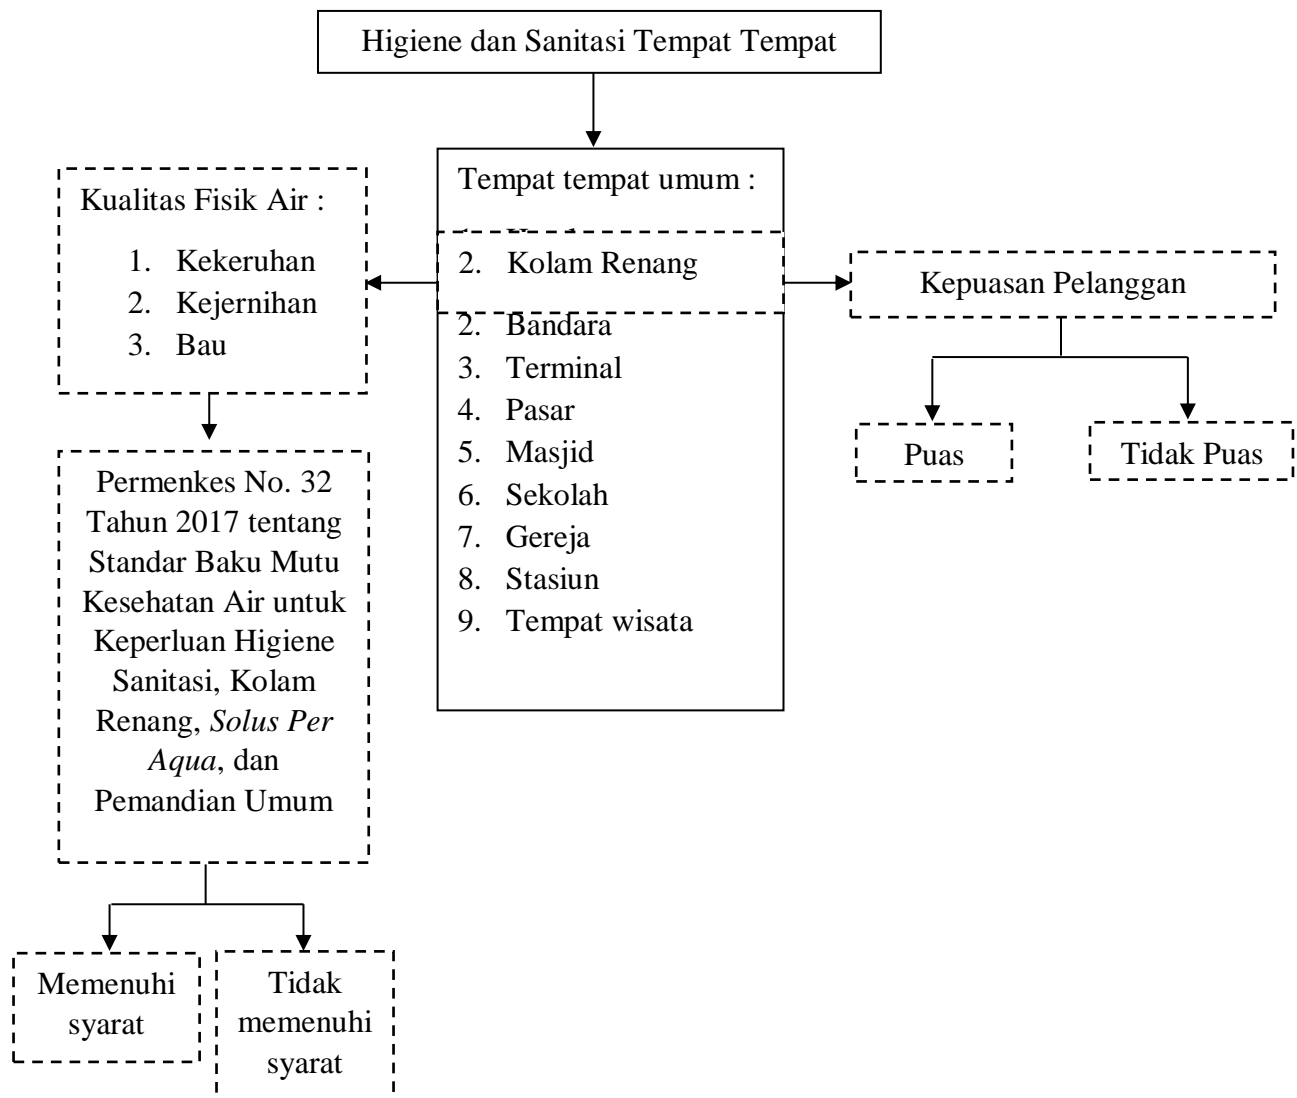 Higiene dan Sanitasi Tempat Tempat
Tempat tempat umum :
2. Kolam Renang
2. Bandara
3. Terminal
4. Pasar
5. Masjid
6. Sekolah
7. Gereja
8. Stasiun
9. Tempat wisata
Kualitas Fisik Air :
1. Kekeruhan
2. Kejernihan
3. Bau
Permenkes No. 32
Tahun 2017 tentang
Standar Baku Mutu
Kesehatan Air untuk
Keperluan Higiene
Sanitasi, Kolam
Renang, Solus Per
Aqua, dan
Pemandian Umum
Memenuhi
syarat
Tidak
memenuhi
syarat
Kepuasan Pelanggan
Puas
Tidak Puas